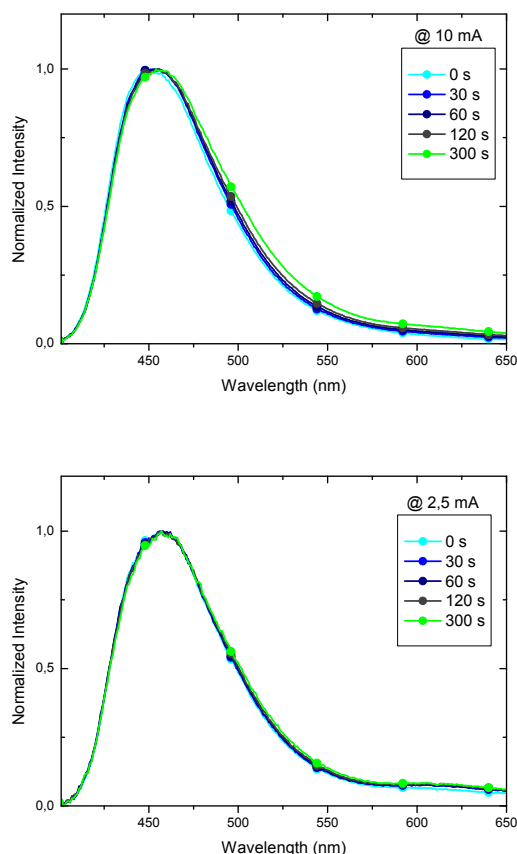 @ 10 mA
0 s
30 s
60 s
120 s
300 s
1,0
0,5
0,0
Normalized Intensity
450 500 550 600 650
Wavelength (nm)
@ 2,5 mA
0 s
30 s
60 s
120 s
300 s
1,0
0,5
0,0
Normalized Intensity
450 500 550 600 650
Wavelength (nm)